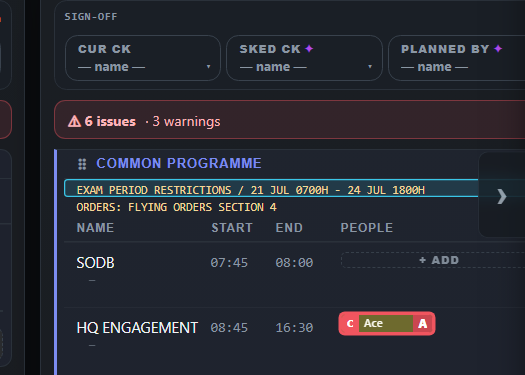 SIGN-OFF
CUR CK SKED CK ✦ PLANNED BY ✦
— name — — name — — name —
⚠ 6 issues · 3 warnings
COMMON PROGRAMME
EXAM PERIOD RESTRICTIONS / 21 JUL 0700H - 24 JUL 1800H
ORDERS: FLYING ORDERS SECTION 4
NAME START END PEOPLE
SODB 07:45 08:00 + ADD
—
HQ ENGAGEMENT 08:45 16:30 C Ace A
—